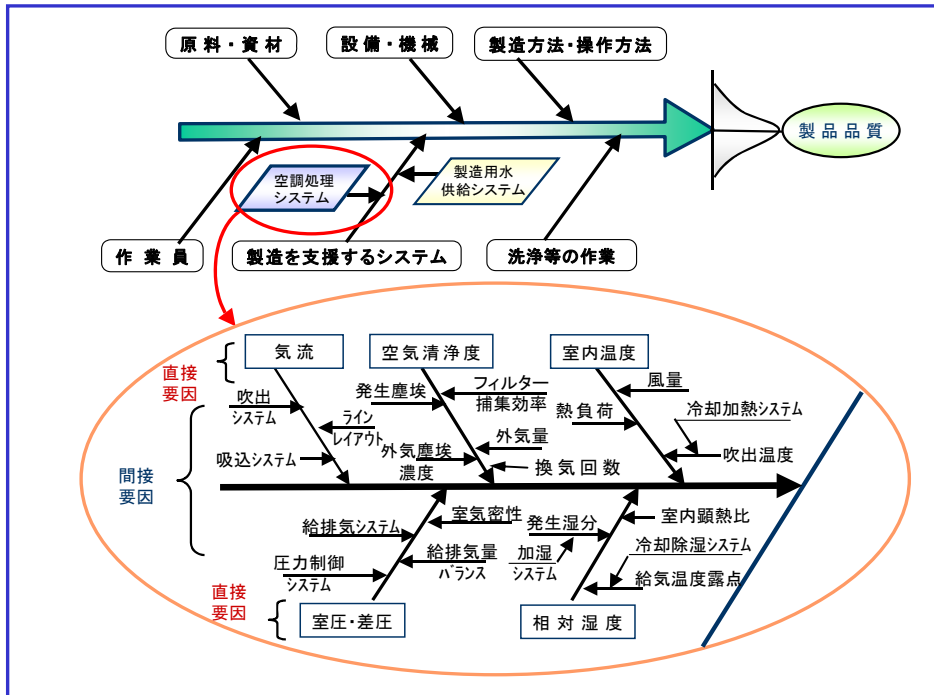 原料・資材
設備・機械
製造方法・操作方法
製品品質
空調処理
システム
製造用水
供給システム
作業員
製造を支援するシステム
洗浄等の作業
気流
空気清浄度
室内温度
直接
要因
吹出
システム
ライン
レイアウト
吸込システム
発生塵埃
フィルター
捕集効率
外気塵埃
濃度
外気量
換気回数
風量
熱負荷
冷却加熱システム
吹出温度
間接
要因
給排気システム
室気密性
圧力制御
システム
給排気量
バランス
発生湿分
加湿
システム
室内顕熱比
冷却除湿システム
給気温度露点
直接
要因
室圧・差圧
相対湿度